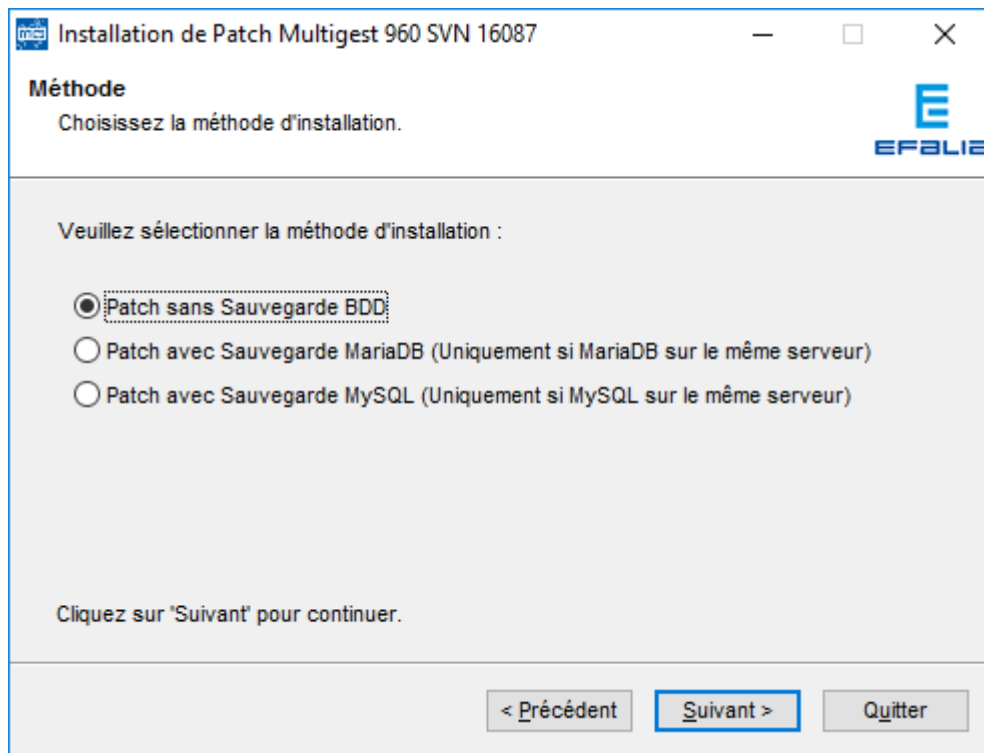 Installation de Patch Multigest 960 SVN 16087
Méthode
Choisissez la méthode d'installation.
EFALIA
Veuillez sélectionner la méthode d'installation :
Patch sans Sauvegarde BDD
Patch avec Sauvegarde MariaDB (Uniquement si MariaDB sur le même serveur)
Patch avec Sauvegarde MySQL (Uniquement si MySQL sur le même serveur)
Cliquez sur 'Suivant' pour continuer.
< Précédent
Suivant >
Quitter